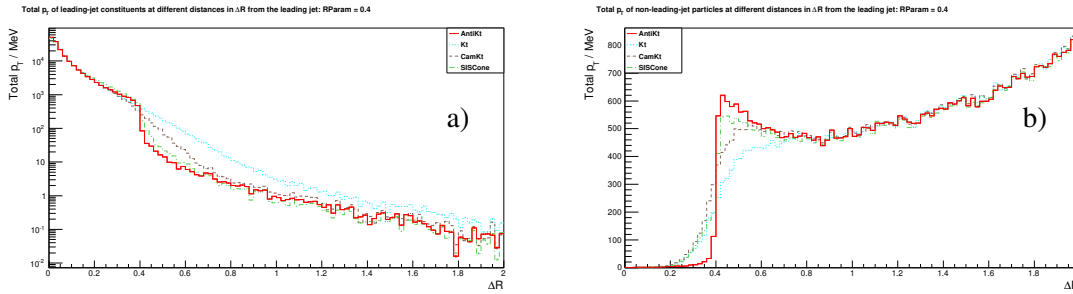 Total p_T of leading-jet constituents at different distances in ΔR from the leading jet: RParam = 0.4
Total p_T / MeV
10^4
10^3
10^2
10
1
10^-1
10^-2
0 0.2 0.4 0.6 0.8 1 1.2 1.4 1.6 1.8 2
ΔR
AntiKt
Kt
CamKt
SISCone
a)
Total p_T of non-leading-jet particles at different distances in ΔR from the leading jet: RParam = 0.4
Total p_T / MeV
800
700
600
500
400
300
200
100
0
0 0.2 0.4 0.6 0.8 1 1.2 1.4 1.6 1.8
AntiKt
Kt
CamKt
SISCone
b)